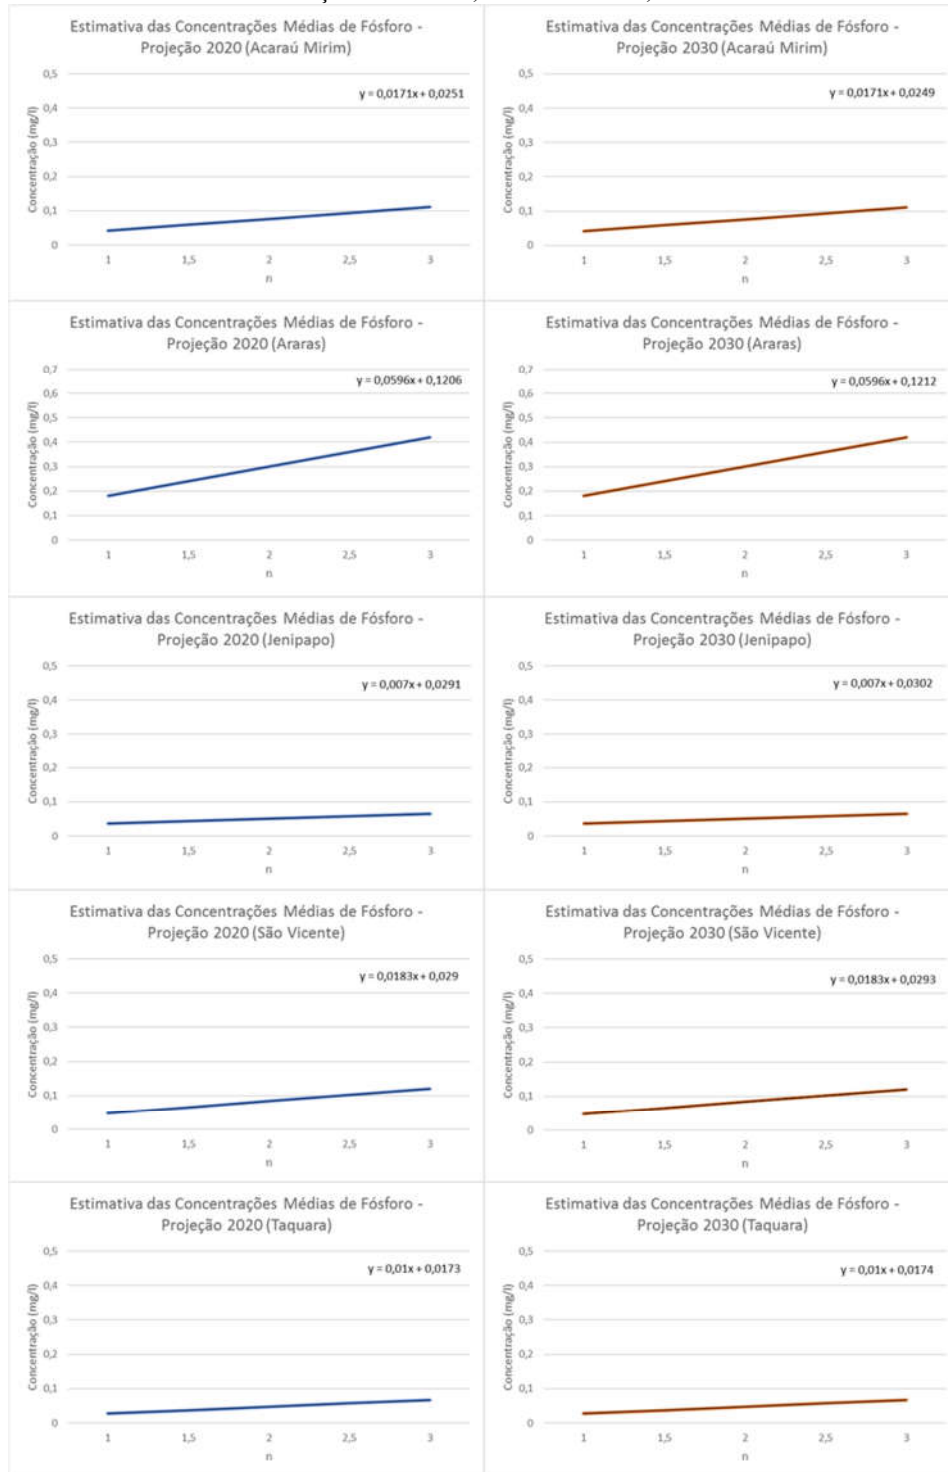 Estimativa das Concentrações Médias de Fósforo -
Projeção 2020 (Acaraú Mirim)
y = 0,0171x + 0,0251
Concentração (mg/l)
0,5
0,4
0,3
0,2
0,1
0
1 1,5 2 2,5 3
n
Estimativa das Concentrações Médias de Fósforo -
Projeção 2030 (Acaraú Mirim)
y = 0,0171x + 0,0249
Concentração (mg/l)
0,5
0,4
0,3
0,2
0,1
0
1 1,5 2 2,5 3
n
Estimativa das Concentrações Médias de Fósforo -
Projeção 2020 (Araras)
y = 0,0596x + 0,1206
Concentração (mg/l)
0,7
0,6
0,5
0,4
0,3
0,2
0,1
0
1 1,5 2 2,5 3
n
Estimativa das Concentrações Médias de Fósforo -
Projeção 2030 (Araras)
y = 0,0596x + 0,1212
Concentração (mg/l)
0,7
0,6
0,5
0,4
0,3
0,2
0,1
0
1 1,5 2 2,5 3
n
Estimativa das Concentrações Médias de Fósforo -
Projeção 2020 (Jenipapo)
y = 0,007x + 0,0291
Concentração (mg/l)
0,5
0,4
0,3
0,2
0,1
0
1 1,5 2 2,5 3
n
Estimativa das Concentrações Médias de Fósforo -
Projeção 2030 (Jenipapo)
y = 0,007x + 0,0302
Concentração (mg/l)
0,5
0,4
0,3
0,2
0,1
0
1 1,5 2 2,5 3
n
Estimativa das Concentrações Médias de Fósforo -
Projeção 2020 (São Vicente)
y = 0,0183x + 0,029
Concentração (mg/l)
0,5
0,4
0,3
0,2
0,1
0
1 1,5 2 2,5 3
n
Estimativa das Concentrações Médias de Fósforo -
Projeção 2030 (São Vicente)
y = 0,0183x + 0,0293
Concentração (mg/l)
0,5
0,4
0,3
0,2
0,1
0
1 1,5 2 2,5 3
n
Estimativa das Concentrações Médias de Fósforo -
Projeção 2020 (Taquara)
y = 0,01x + 0,0173
Concentração (mg/l)
0,5
0,4
0,3
0,2
0,1
0
1 1,5 2 2,5 3
n
Estimativa das Concentrações Médias de Fósforo -
Projeção 2030 (Taquara)
y = 0,01x + 0,0174
Concentração (mg/l)
0,5
0,4
0,3
0,2
0,1
0
1 1,5 2 2,5 3
n